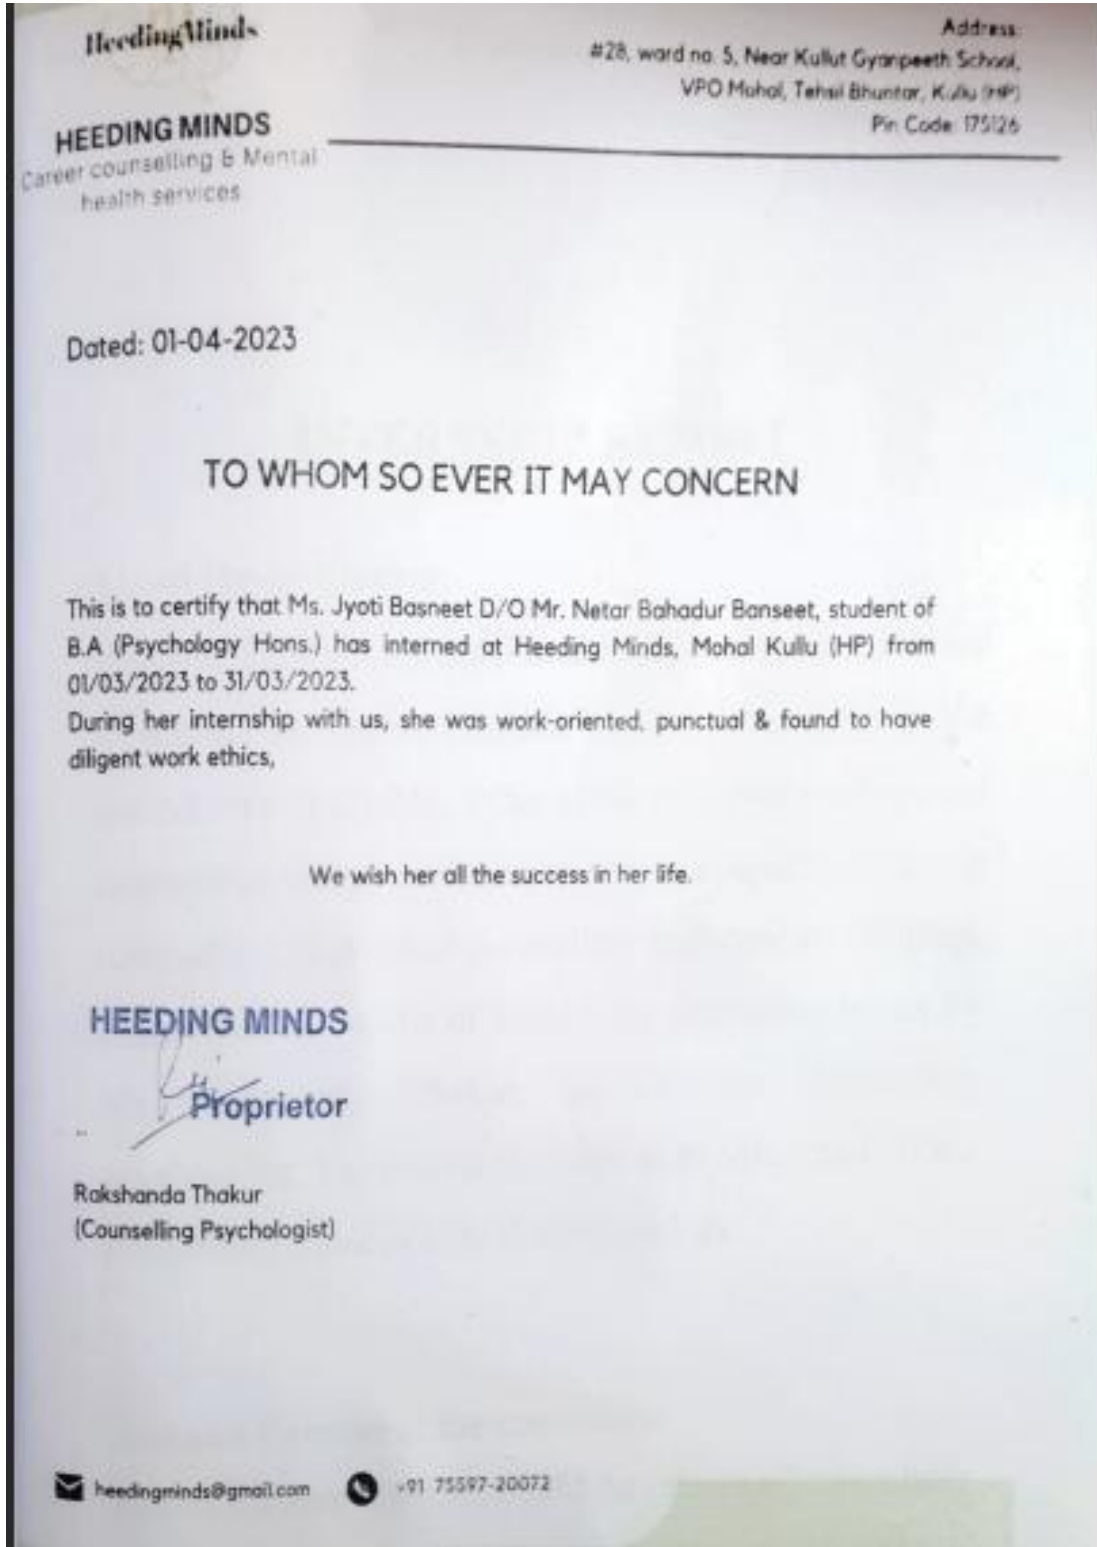 HeedingMinds
HEEDING MINDS
Career counselling & Mental
health services
Address:
#28, ward no. 5, Near Kullut Gyanpeeth School,
VPO Mohal, Tehsil Bhuntar, Kullu (HP)
Pin Code: 175126
Dated: 01-04-2023
TO WHOM SO EVER IT MAY CONCERN
This is to certify that Ms. Jyoti Basneet D/O Mr. Netar Bahadur Banseet, student of
B.A (Psychology Hons.) has interned at Heeding Minds, Mohal Kullu (HP) from
01/03/2023 to 31/03/2023.
During her internship with us, she was work-oriented, punctual & found to have
diligent work ethics,
We wish her all the success in her life.
HEEDING MINDS
Proprietor
Rakshanda Thakur
(Counselling Psychologist)
heedingminds@gmail.com
+91 75597-20072